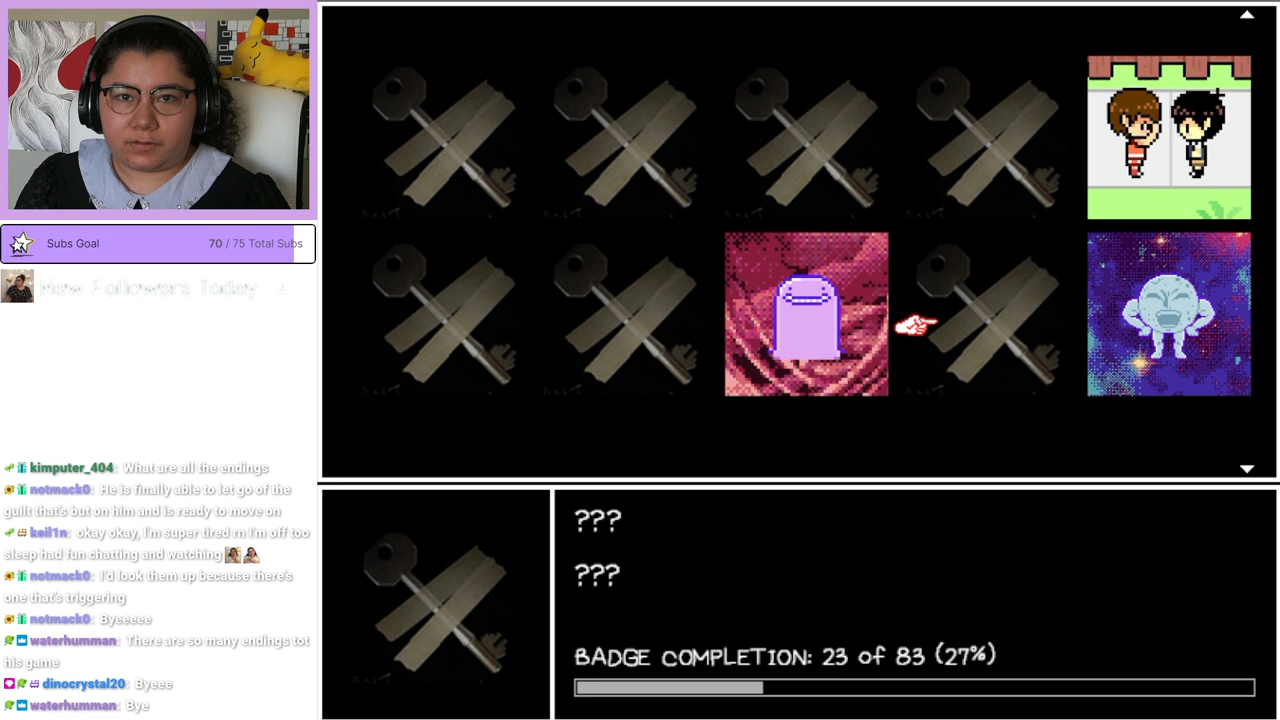 Subs Goal
70 / 75 Total Subs
New Followers Today
kimputer_404: What are all the endings
notmack0: He is finally able to let go of the
guilt that's but on him and is ready to move on
keil1n: okay okay, I'm super tired rn I'm off too
sleep had fun chatting and watching
notmack0: I'd look them up because there's
one that's triggering
notmack0: Byeeeee
waterhumman: There are so many endings tot
his game
dinocrystal20: Byeee
waterhumman: Bye
???
???
BADGE COMPLETION: 23 of 83 (27%)